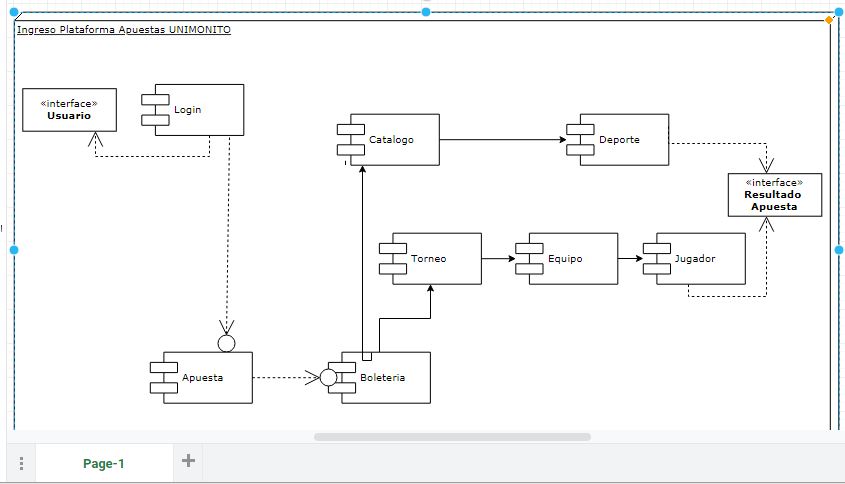 Ingreso Plataforma Apuestas UNIMONITO
«interface»
Usuario
Login
Catalogo
Deporte
«interface»
Resultado
Apuesta
Torneo
Equipo
Jugador
Apuesta
Boleteria
Page-1